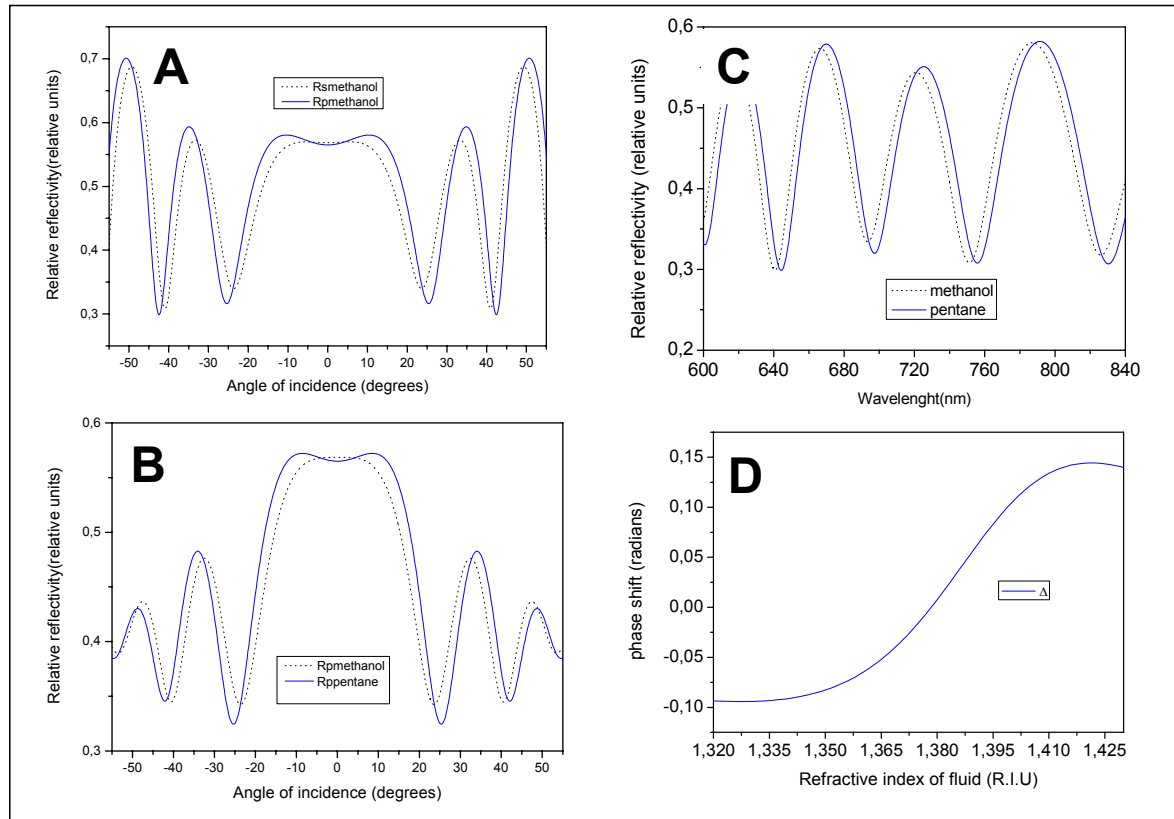 A
Rsmethanol
Rpmethanol
Relative reflectivity(relative units)
0,7
0,6
0,5
0,4
0,3
-50 -40 -30 -20 -10 0 10 20 30 40 50
Angle of incidence (degrees)
B
Rpmethanol
Rppentane
Relative reflectivity(relative units)
0,6
0,5
0,4
0,3
-50 -40 -30 -20 -10 0 10 20 30 40 50
Angle of incidence (degrees)
C
methanol
pentane
Relative reflectivity (relative units)
0,6
0,5
0,4
0,3
0,2
600 640 680 720 760 800 840
Wavelenght(nm)
D
Δ
phase shift (radians)
0,15
0,10
0,05
0,00
-0,05
-0,10
1,320 1,335 1,350 1,365 1,380 1,395 1,410 1,425
Refractive index of fluid (R.I.U)